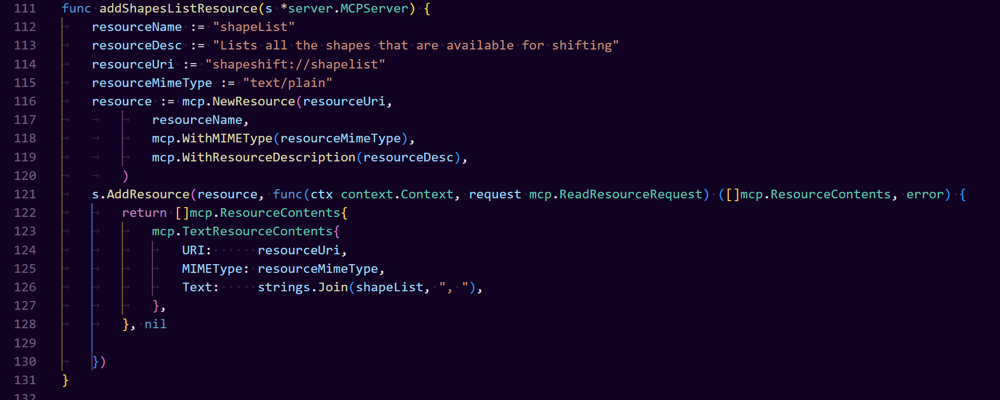 111 func addShapesListResource(s *server.MCPServer) {
112 resourceName := "shapeList"
113 resourceDesc := "Lists all the shapes that are available for shifting"
114 resourceUri := "shapeshift://shapelist"
115 resourceMimeType := "text/plain"
116 resource := mcp.NewResource(resourceUri,
117 resourceName,
118 mcp.WithMIMEType(resourceMimeType),
119 mcp.WithResourceDescription(resourceDesc),
120 )
121 s.AddResource(resource, func(ctx context.Context, request mcp.ReadResourceRequest) ([]mcp.ResourceContents, error) {
122 return []mcp.ResourceContents{
123 mcp.TextResourceContents{
124 URI: resourceUri,
125 MIMEType: resourceMimeType,
126 Text: strings.Join(shapeList, ", "),
127 },
128 }, nil
129
130 })
131 }
132